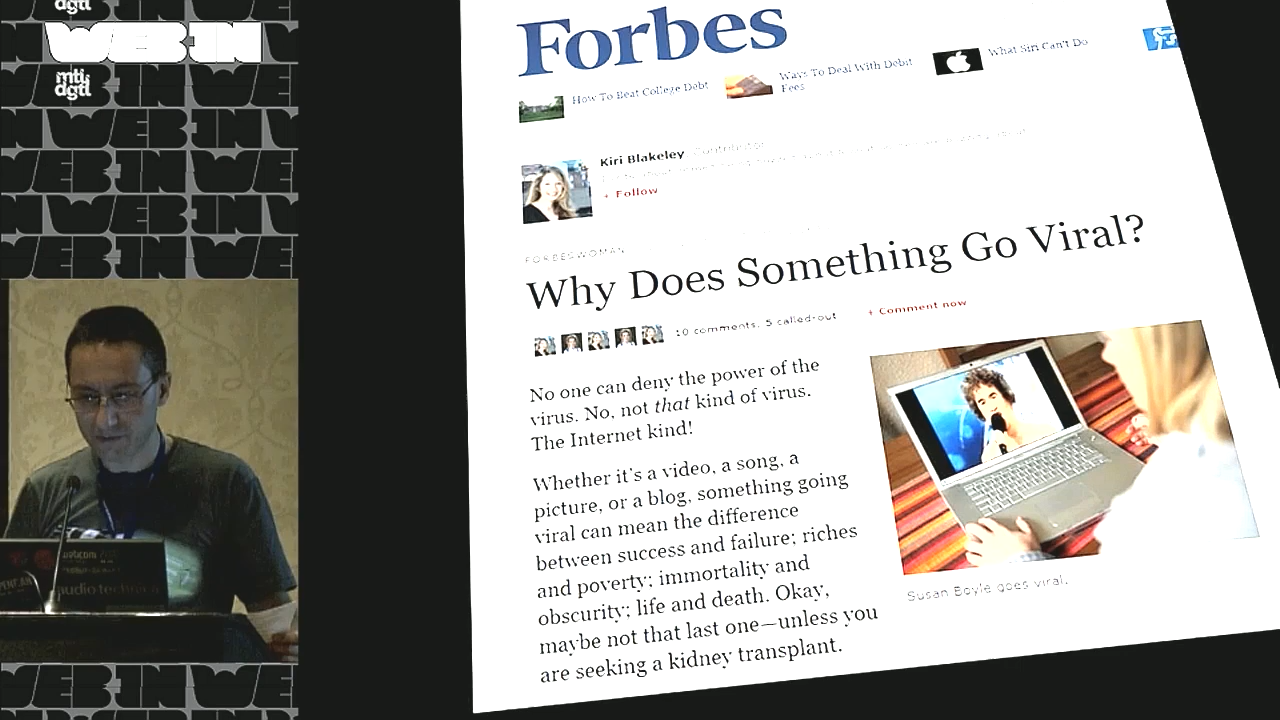 mtl
dgtl
WEB IN
Forbes
How To Beat College Debt
Ways To Deal With Debit
Fees
What Siri Can't Do
Kiri Blakeley, Contributor
+ Follow
FORBESWOMAN
Why Does Something Go Viral?
10 comments, 5 called-out
+ Comment now
No one can deny the power of the
virus. No, not that kind of virus.
The Internet kind!
Whether it's a video, a song, a
picture, or a blog, something going
viral can mean the difference
between success and failure; riches
and poverty; immortality and
obscurity; life and death. Okay,
maybe not that last one—unless you
are seeking a kidney transplant.
Susan Boyle goes viral.
webcom
audio-technica